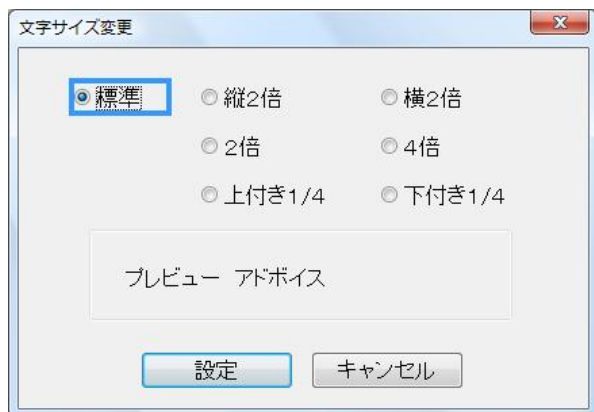 文字サイズ変更
標準 縦2倍 横2倍
2倍 4倍
上付き1/4 下付き1/4
プレビュー アドボイス
設定 キャンセル